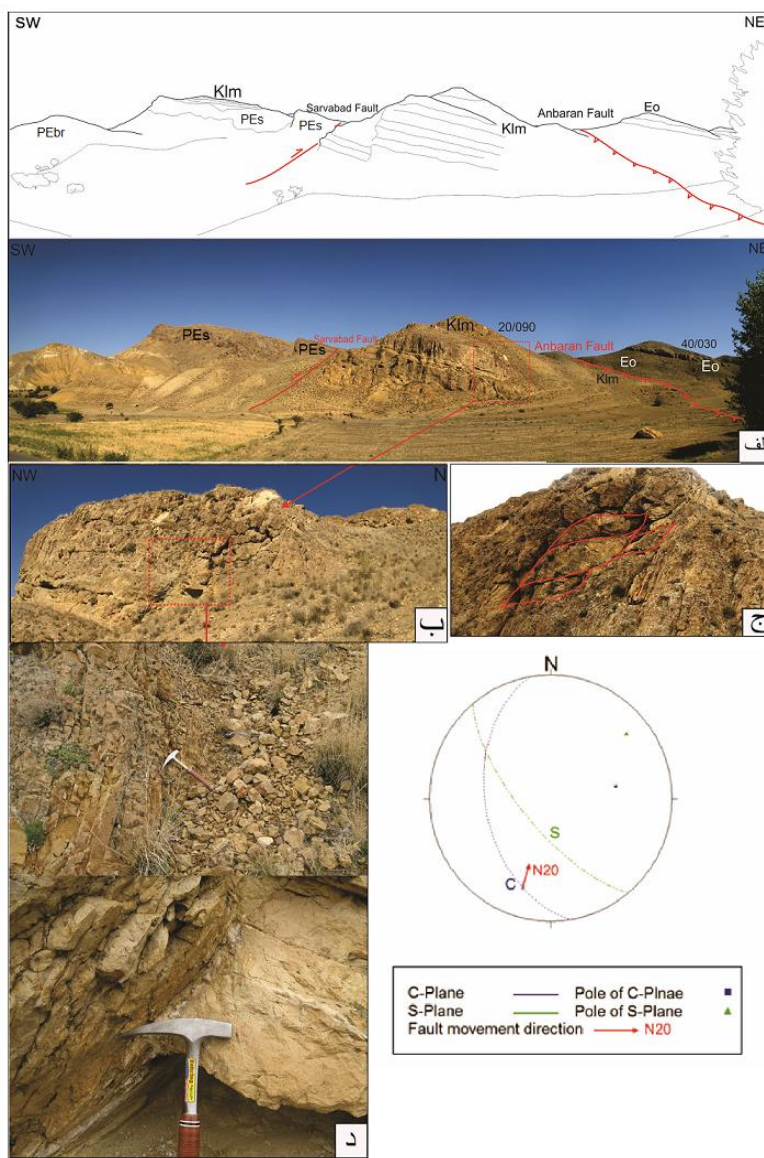 SW
NE
Klm
Sarvabad Fault
Anbaran Fault
Eo
PEbr
PEs
PEs
Klm
SW
NE
Klm
20/090
PEs
Sarvabad Fault
PEs
Anbaran Fault
40/030
Eo
Eo
Klm
الف
NW
N
ب
ج
N
S
N20
C
C-Plane
Pole of C-Plnae
S-Plane
Pole of S-Plane
Fault movement direction
N20
د